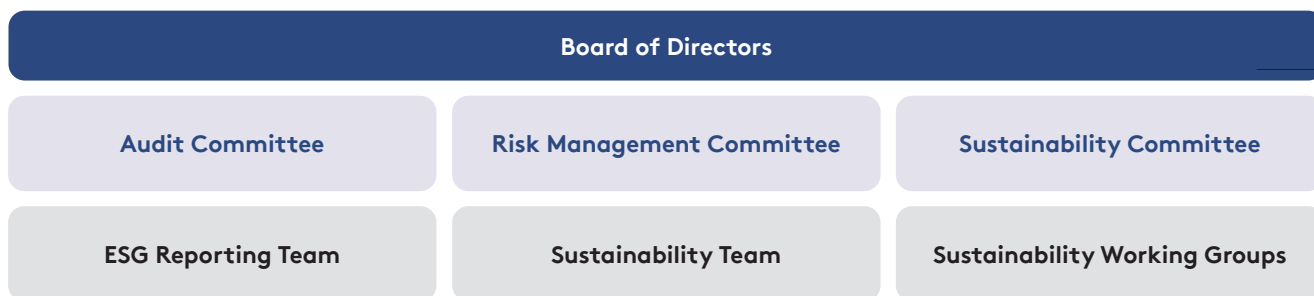 Board of Directors
Audit Committee
Risk Management Committee
Sustainability Committee
ESG Reporting Team
Sustainability Team
Sustainability Working Groups